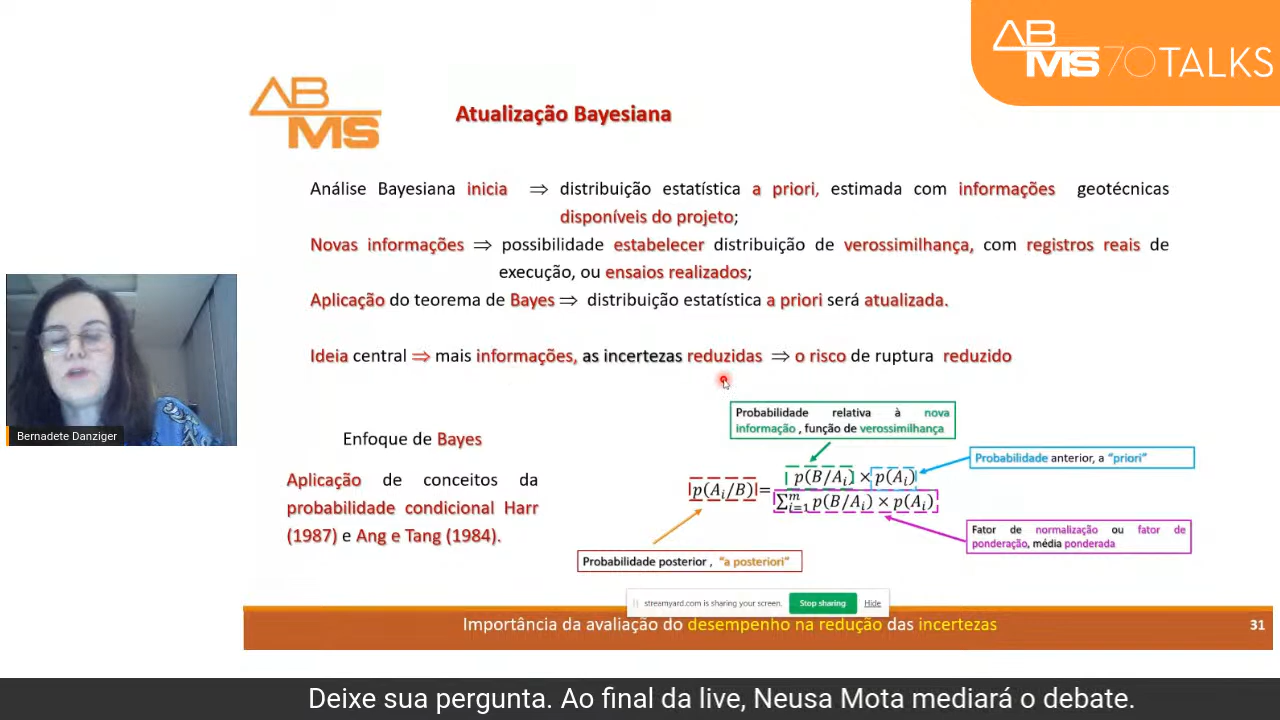 AB
MS 70 TALKS
AB
MS
Atualização Bayesiana
Análise Bayesiana inicia ⇒ distribuição estatística a priori, estimada com informações geotécnicas
disponíveis do projeto;
Novas informações ⇒ possibilidade estabelecer distribuição de verossimilhança, com registros reais de
execução, ou ensaios realizados;
Aplicação do teorema de Bayes ⇒ distribuição estatística a priori será atualizada.
Ideia central ⇒ mais informações, as incertezas reduzidas ⇒ o risco de ruptura reduzido
Bernadete Danziger
Enfoque de Bayes
Aplicação de conceitos da
probabilidade condicional Harr
(1987) e Ang e Tang (1984).
Probabilidade relativa à nova
informação , função de verossimilhança
Probabilidade anterior, a “priori”
p(A_i/B) = p(B/A_i) × p(A_i)
∑_{i=1}^{m} p(B/A_i) × p(A_i)
Fator de normalização ou fator de
ponderação, média ponderada
Probabilidade posterior , “a posteriori”
streamyard.com is sharing your screen. Stop sharing Hide
Importância da avaliação do desempenho na redução das incertezas 31
Deixe sua pergunta. Ao final da live, Neusa Mota mediará o debate.